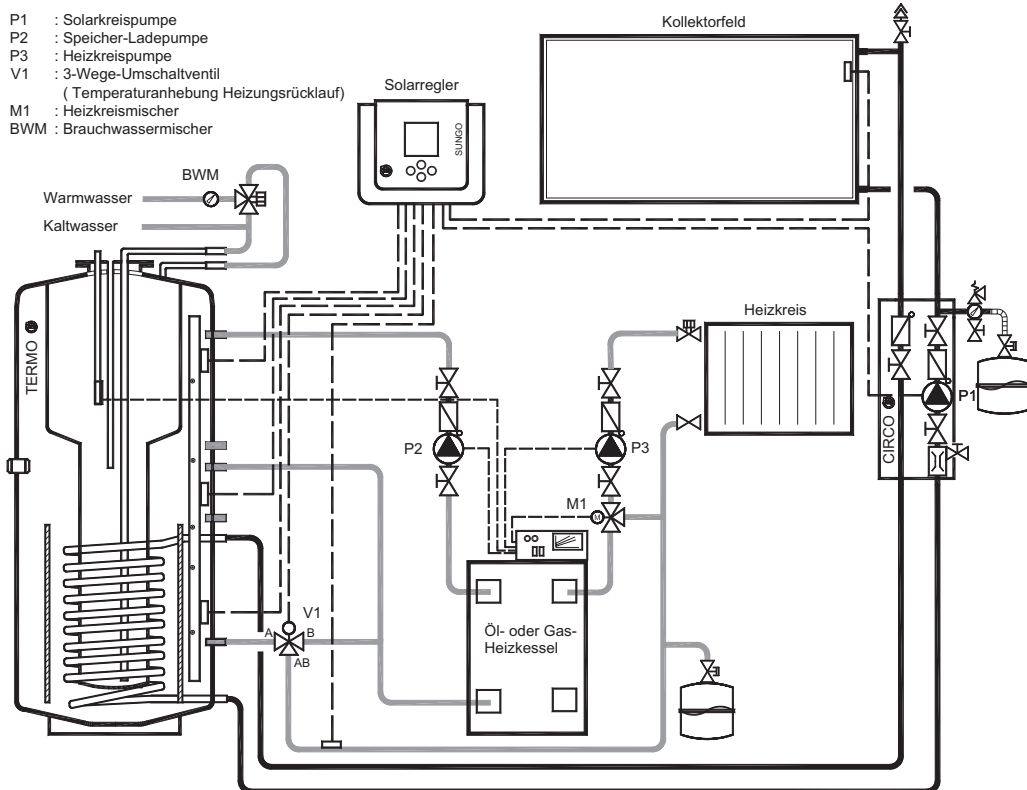 P1 : Solarkreispumpe
P2 : Speicher-Ladepumpe
P3 : Heizkreispumpe
V1 : 3-Wege-Umschaltventil
( Temperaturanhebung Heizungsrücklauf)
M1 : Heizkreismischer
BWM : Brauchwassermischer
Kollektorfeld
Solarregler
SUNGO
BWM
Warmwasser
Kaltwasser
TERMO
Heizkreis
P1
CIRCO
P2
P3
M1
M
V1
A
B
AB
Öl- oder Gas-
Heizkessel